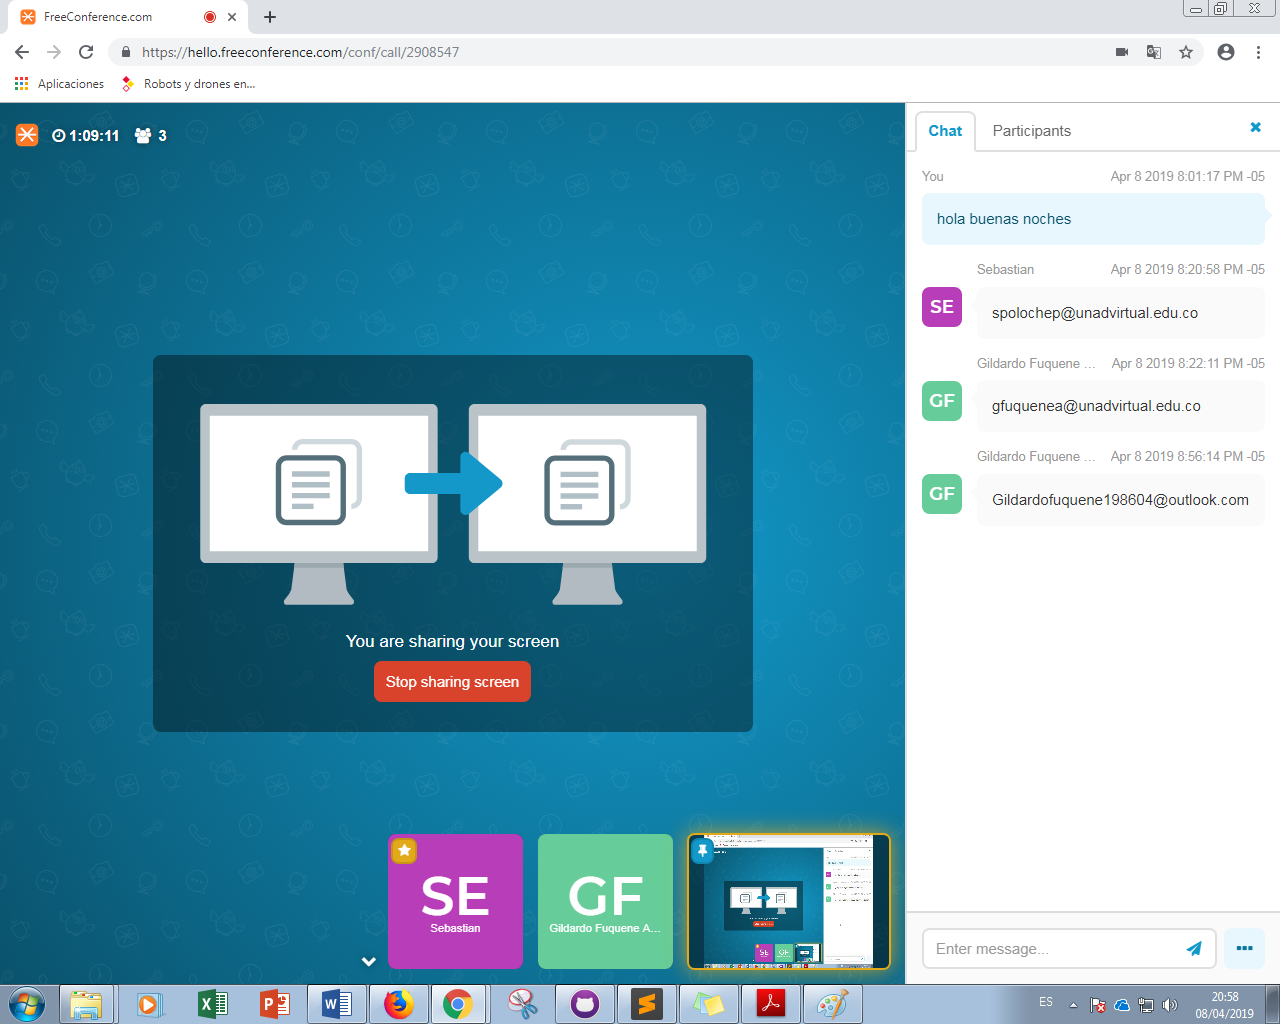 FreeConference.com
https://hello.freeconference.com/conf/call/2908547
Aplicaciones
Robots y drones en...
1:09:11 3
Chat Participants
You Apr 8 2019 8:01:17 PM -05
hola buenas noches
Sebastian Apr 8 2019 8:20:58 PM -05
SE
spolochep@unadvirtual.edu.co
Gildardo Fuquene ... Apr 8 2019 8:22:11 PM -05
GF
gfuquenea@unadvirtual.edu.co
Gildardo Fuquene ... Apr 8 2019 8:56:14 PM -05
GF
Gildardofuquene198604@outlook.com
You are sharing your screen
Stop sharing screen
SE
Sebastian
GF
Gildardo Fuquene A...
Enter message...
ES
20:58
08/04/2019